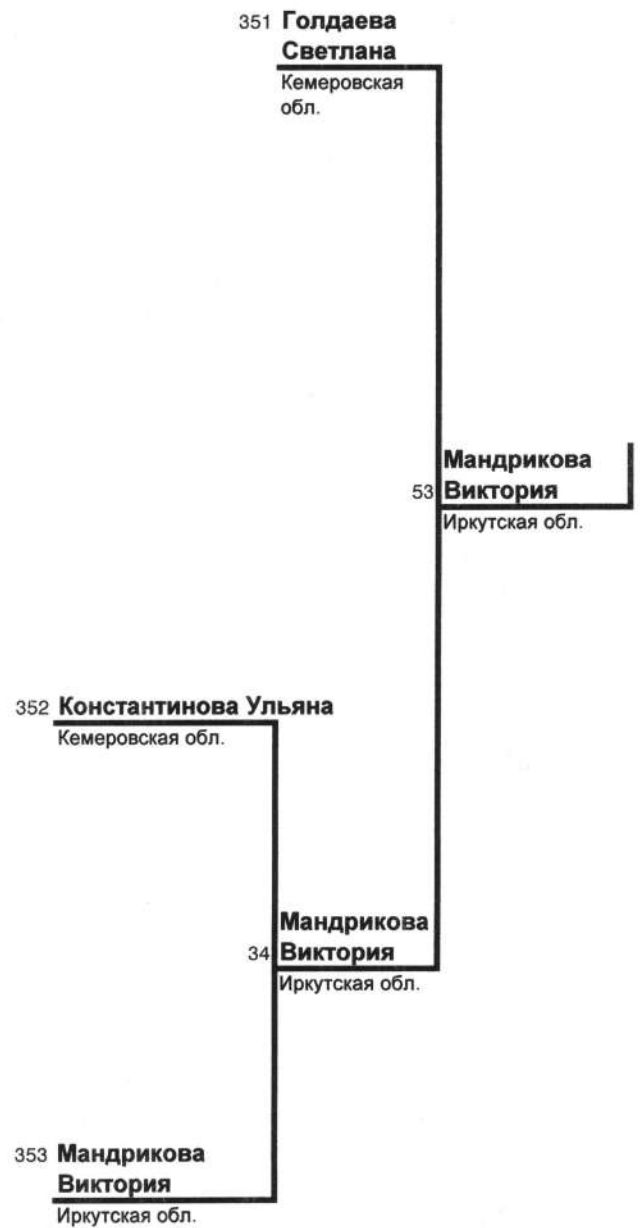 351 Голдаева
Светлана
Кемеровская
обл.
Мандрикова
53 Виктория
Иркутская обл.
352 Константинова Ульяна
Кемеровская обл.
Мандрикова
34 Виктория
Иркутская обл.
353 Мандрикова
Виктория
Иркутская обл.